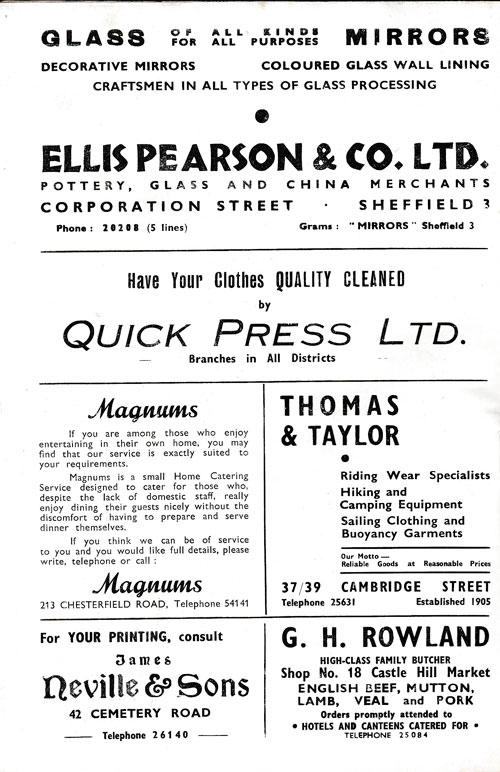 GLASS OF ALL KINDS FOR ALL PURPOSES MIRRORS
DECORATIVE MIRRORS COLOURED GLASS WALL LINING
CRAFTSMEN IN ALL TYPES OF GLASS PROCESSING
ELLIS PEARSON & CO. LTD.
POTTERY, GLASS AND CHINA MERCHANTS
CORPORATION STREET · SHEFFIELD 3
Phone : 20208 (5 lines) Grams : "MIRRORS" Sheffield 3
Have Your Clothes QUALITY CLEANED
by
QUICK PRESS LTD.
Branches in All Districts
Magnums
If you are among those who enjoy
entertaining in their own home, you may
find that our service is exactly suited to
your requirements.
Magnums is a small Home Catering
Service designed to cater for those who,
despite the lack of domestic staff, really
enjoy dining their guests nicely without the
discomfort of having to prepare and serve
dinner themselves.
If you think we can be of service
to you and you would like full details, please
write, telephone or call :
Magnums
213 CHESTERFIELD ROAD, Telephone 54141
THOMAS
& TAYLOR
Riding Wear Specialists
Hiking and
Camping Equipment
Sailing Clothing and
Buoyancy Garments
Our Motto —
Reliable Goods at Reasonable Prices
37/39 CAMBRIDGE STREET
Telephone 25631 Established 1905
For YOUR PRINTING, consult
James
Neville & Sons
42 CEMETERY ROAD
Telephone 26140
G. H. ROWLAND
HIGH-CLASS FAMILY BUTCHER
Shop No. 18 Castle Hill Market
ENGLISH BEEF, MUTTON,
LAMB, VEAL and PORK
Orders promptly attended to
• HOTELS AND CANTEENS CATERED FOR •
TELEPHONE 25084